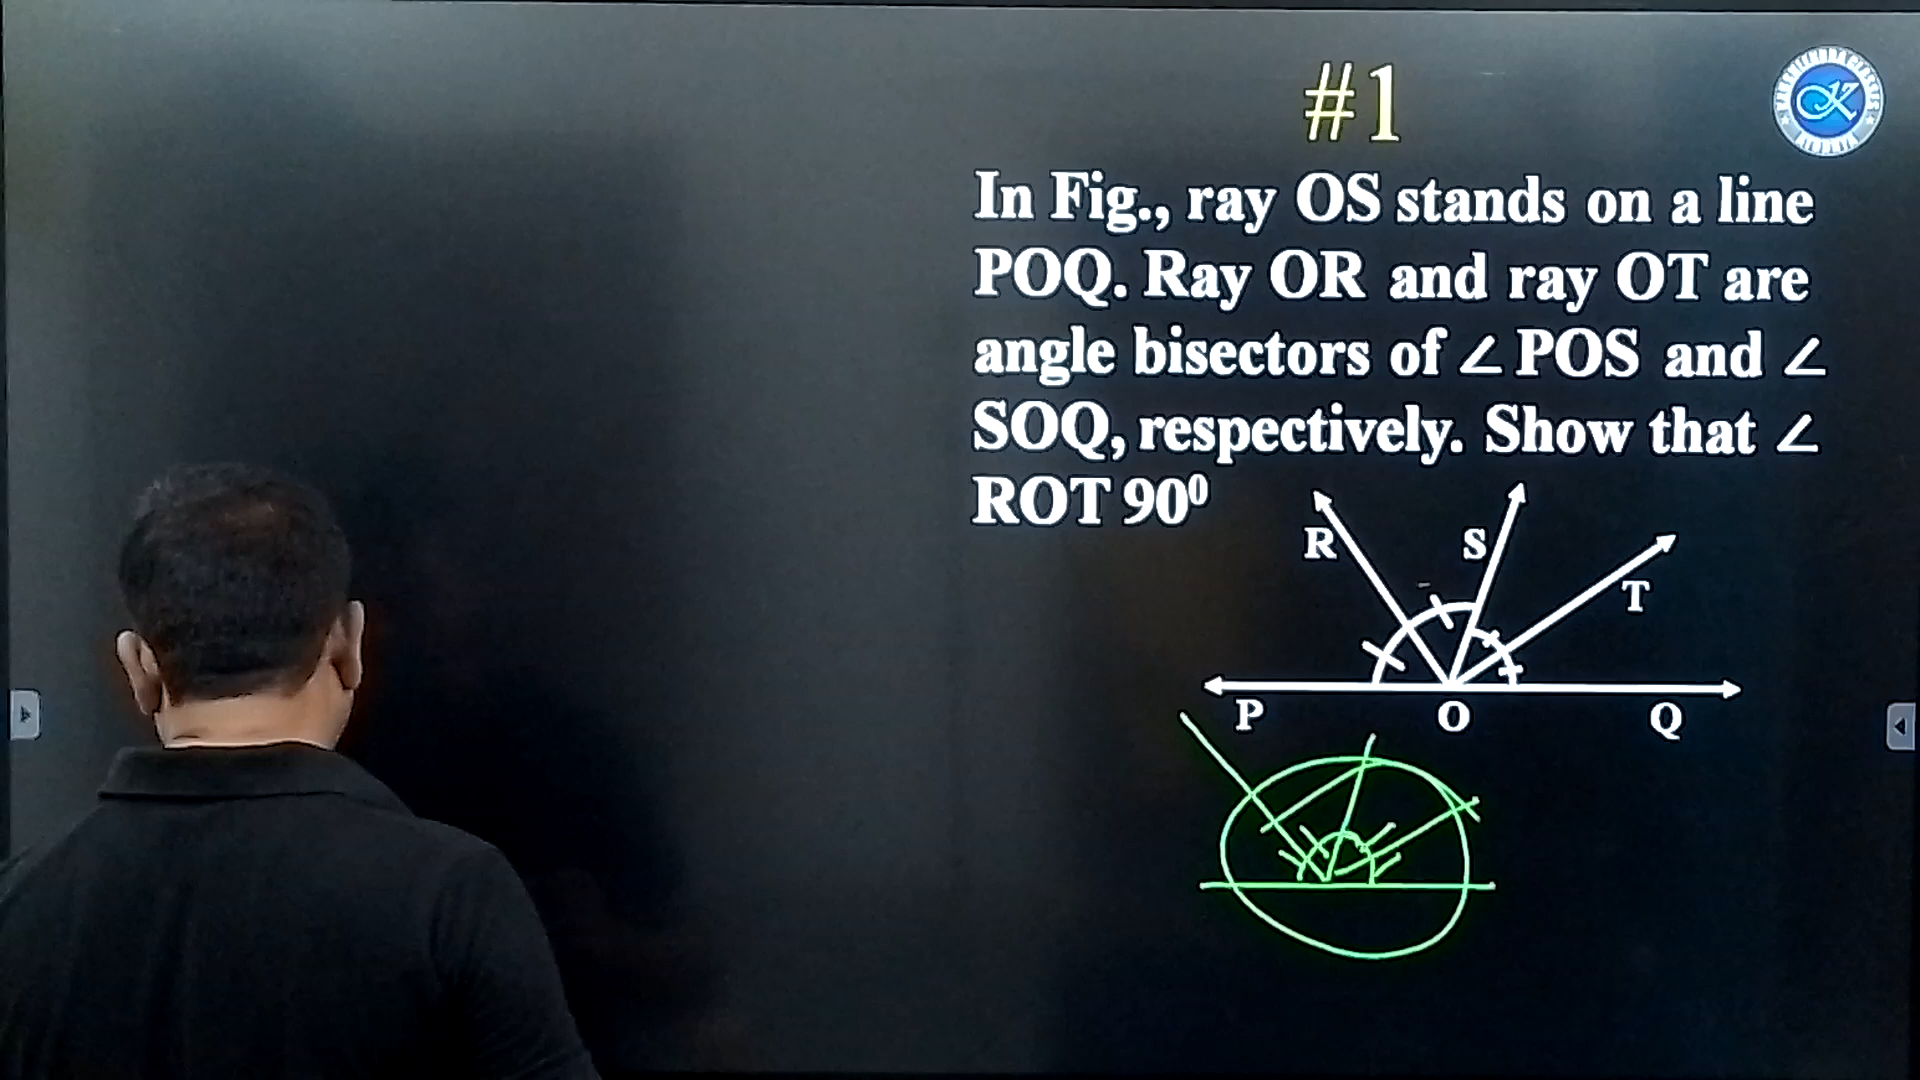 #1
In Fig., ray OS stands on a line
POQ. Ray OR and ray OT are
angle bisectors of ∠ POS and ∠
SOQ, respectively. Show that ∠
ROT 90⁰
R
S
T
P
O
Q